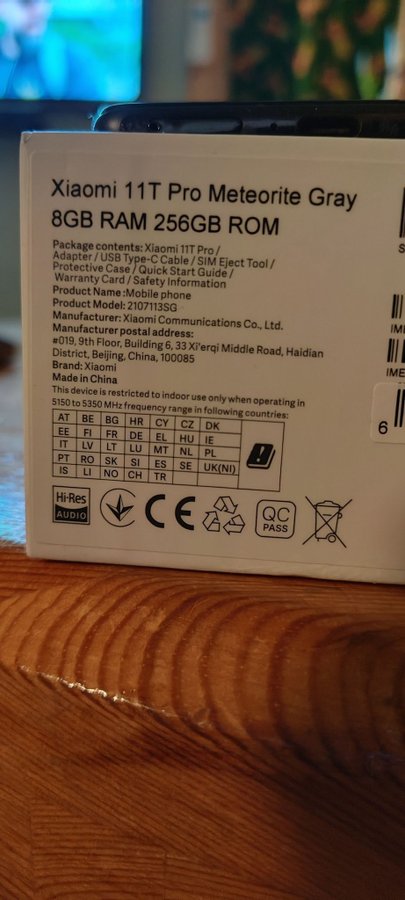 Xiaomi 11T Pro Meteorite Gray
8GB RAM 256GB ROM
Package contents: Xiaomi 11T Pro /
Adapter / USB Type-C Cable / SIM Eject Tool /
Protective Case / Quick Start Guide /
Warranty Card / Safety Information
Product Name :Mobile phone
Product Model: 2107113SG
Manufacturer: Xiaomi Communications Co., Ltd.
Manufacturer postal address:
#019, 9th Floor, Building 6, 33 Xi'erqi Middle Road, Haidian
District, Beijing, China, 100085
Brand: Xiaomi
Made in China
This device is restricted to indoor use only when operating in
5150 to 5350 MHz frequency range in following countries:
AT BE BG HR CY CZ DK
EE FI FR DE EL HU IE
IT LV LT LU MT NL PL
PT RO SK SI ES SE UK(NI)
IS LI NO CH TR
Hi-Res
AUDIO
CE
QC
PASS
S
IME
IME
6